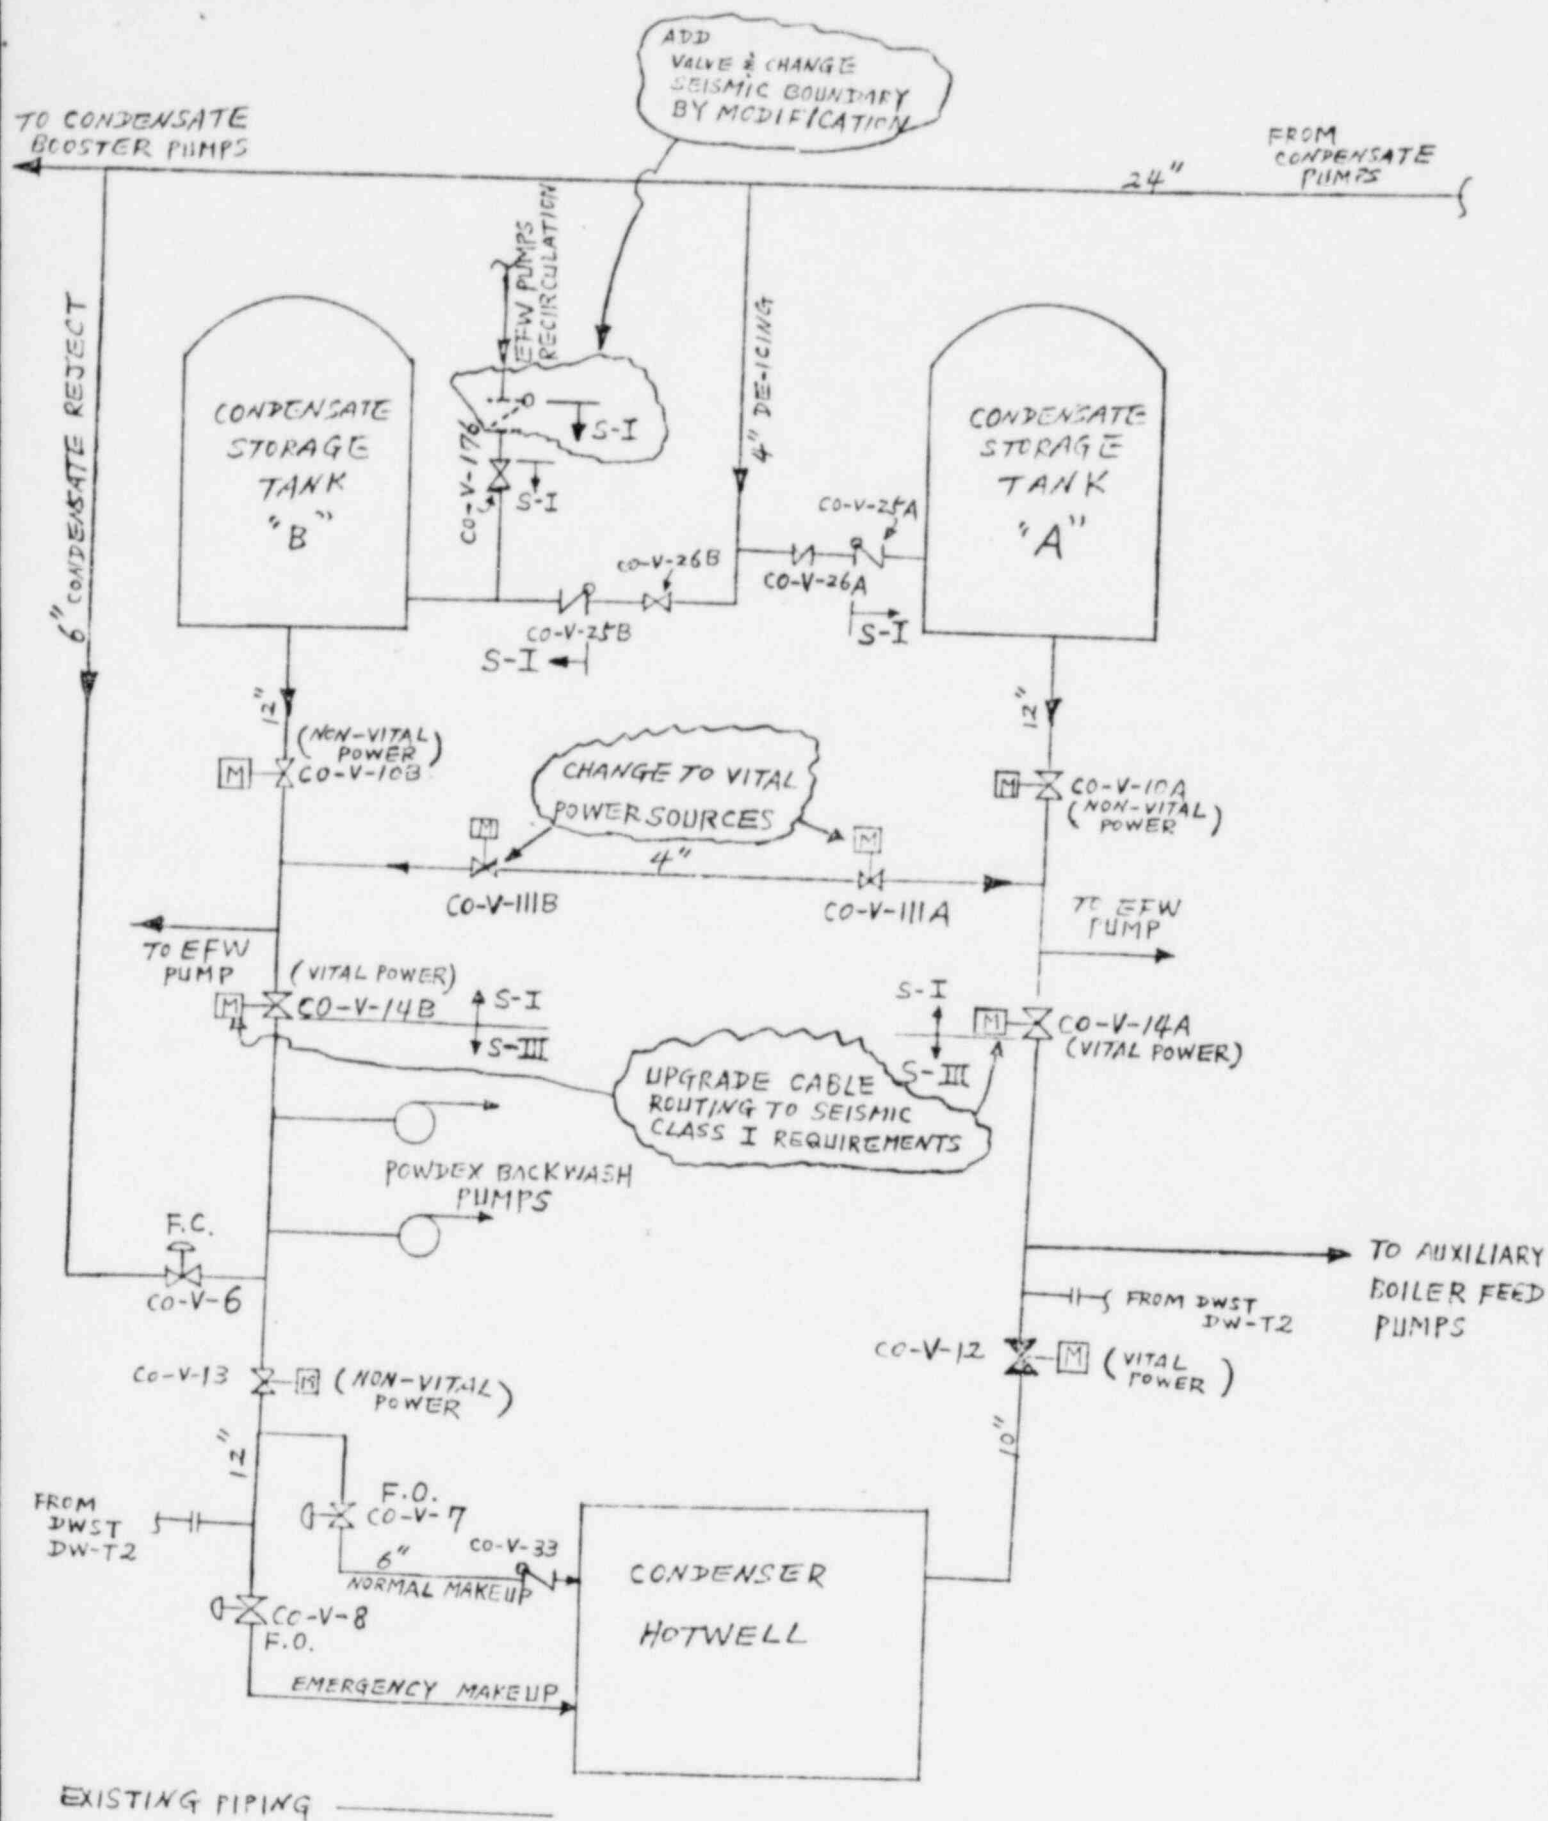 ADD
VALVE & CHANGE
SEISMIC BOUNDARY
BY MODIFICATION
TO CONDENSATE
BOOSTER PUMPS
FROM
CONDENSATE
PUMPS
24"
EFW PUMPS
RECIRCULATION
6" CONDENSATE REJECT
4" DE-ICING
CONDENSATE
STORAGE
TANK
"B"
S-I
CO-V-176
S-I
CONDENSATE
STORAGE
TANK
"A"
CO-V-25A
CO-V-26B
CO-V-26A
CO-V-25B
S-I
S-I
12"
12"
(NON-VITAL
POWER)
CO-V-10B
M
CHANGE TO VITAL
POWER SOURCES
M
CO-V-10A
(NON-VITAL
POWER)
M
M
4"
CO-V-111B
CO-V-111A
TO EFW
PUMP
TO EFW
PUMP
(VITAL POWER)
M
CO-V-14B
S-I
S-III
S-I
S-III
M
CO-V-14A
(VITAL POWER)
UPGRADE CABLE
ROUTING TO SEISMIC
CLASS I REQUIREMENTS
POWDEX BACKWASH
PUMPS
F.C.
CO-V-6
TO AUXILIARY
BOILER FEED
PUMPS
FROM DWST
DW-T2
CO-V-12
M
(VITAL
POWER)
CO-V-13
M
(NON-VITAL
POWER)
12"
10"
FROM
DWST
DW-T2
F.O.
CO-V-7
CO-V-33
6"
NORMAL MAKEUP
CONDENSER
HOTWELL
CO-V-8
F.O.
EMERGENCY MAKEUP
EXISTING PIPING